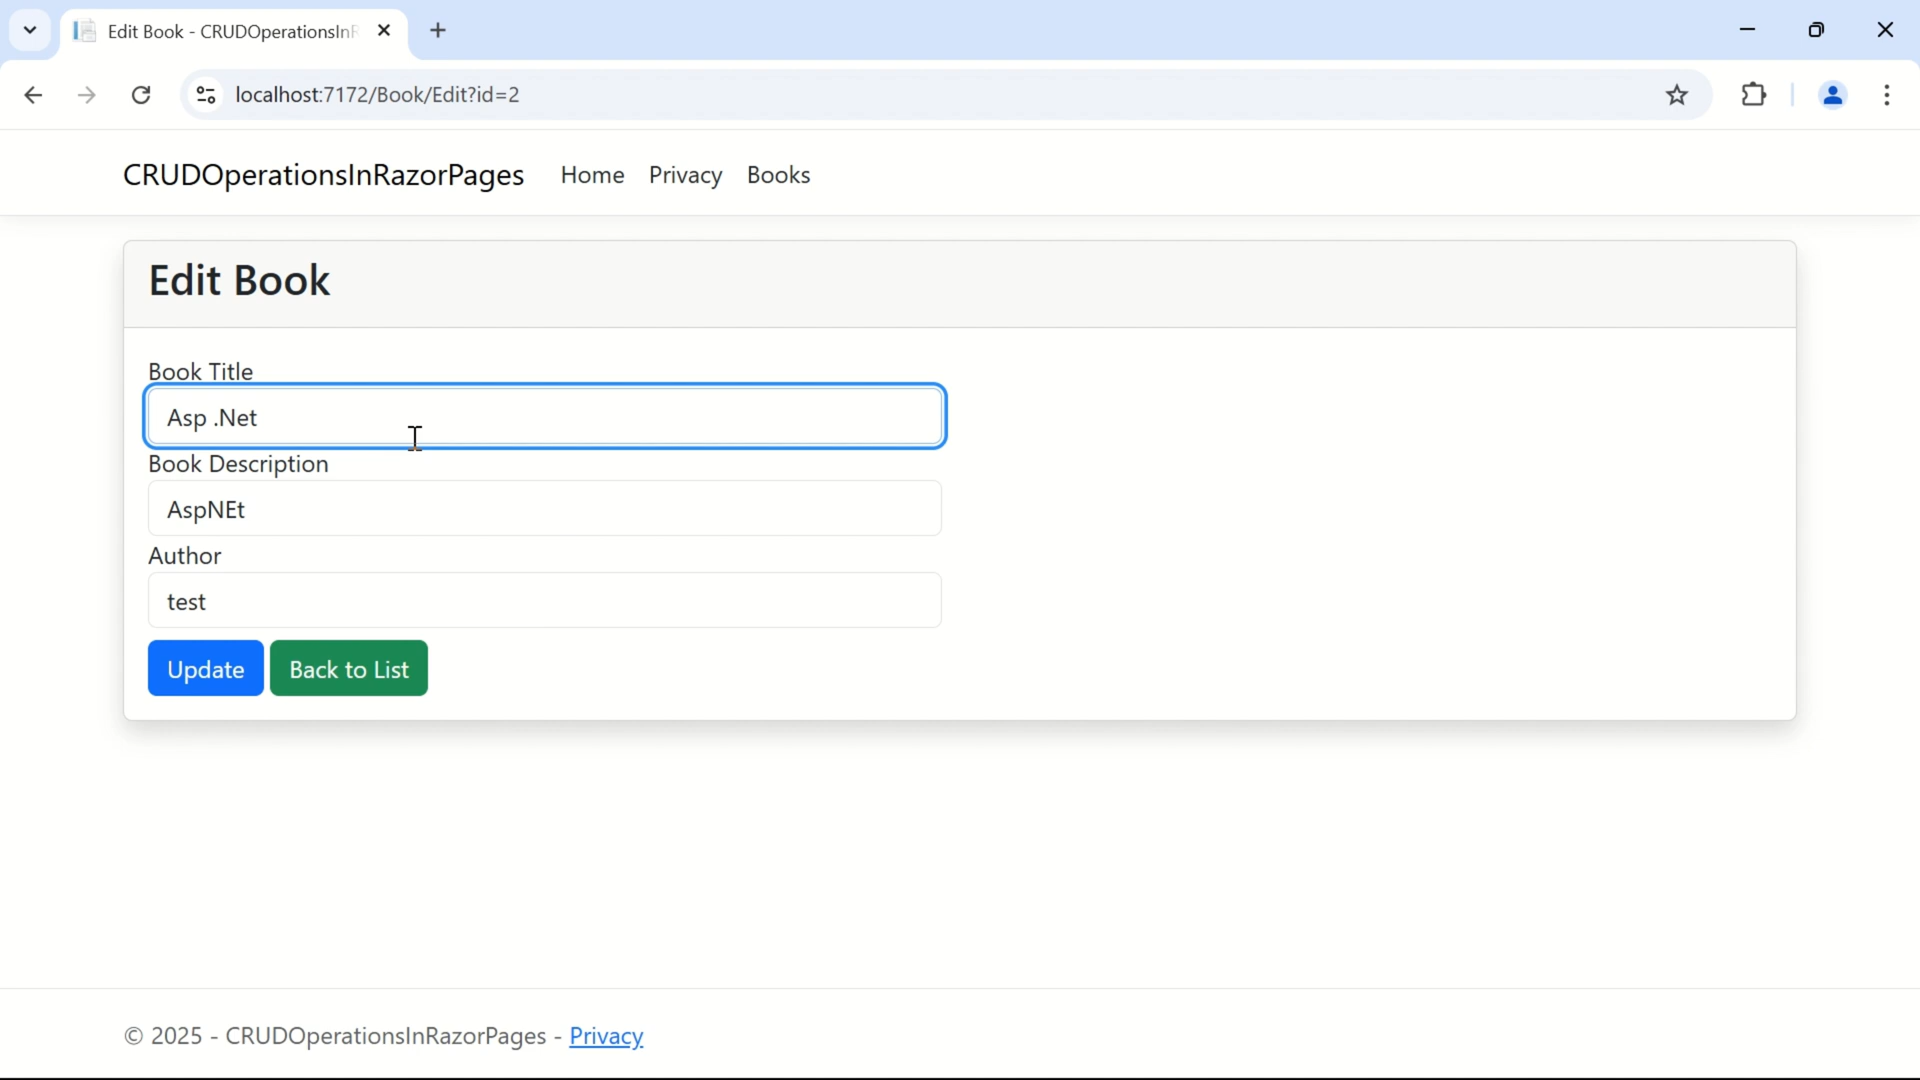 Edit Book - CRUDOperationsInR
localhost:7172/Book/Edit?id=2
CRUDOperationsInRazorPages Home Privacy Books
Edit Book
Book Title
Asp .Net
Book Description
AspNEt
Author
test
Update Back to List
© 2025 - CRUDOperationsInRazorPages - Privacy